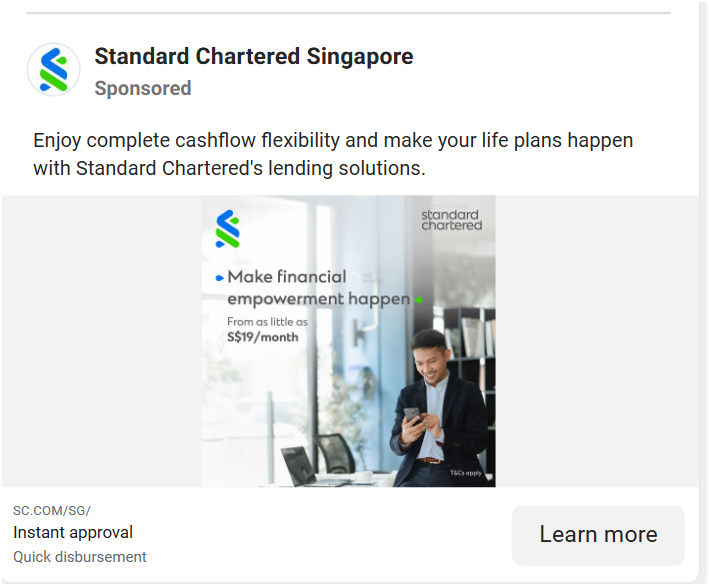 Standard Chartered Singapore
Sponsored
Enjoy complete cashflow flexibility and make your life plans happen
with Standard Chartered's lending solutions.
standard
chartered
Make financial
empowerment happen
From as little as
S$19/month
T&Cs apply
SC.COM/SG/
Instant approval
Quick disbursement
Learn more